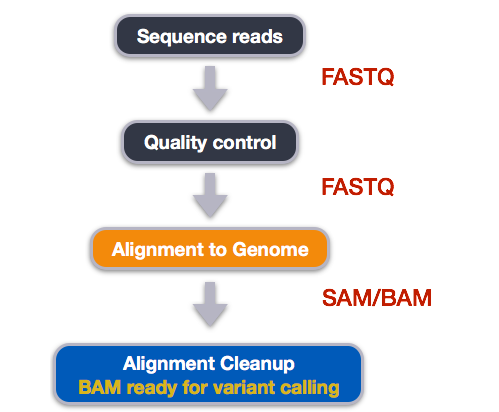 Sequence reads
FASTQ
Quality control
FASTQ
Alignment to Genome
SAM/BAM
Alignment Cleanup
BAM ready for variant calling